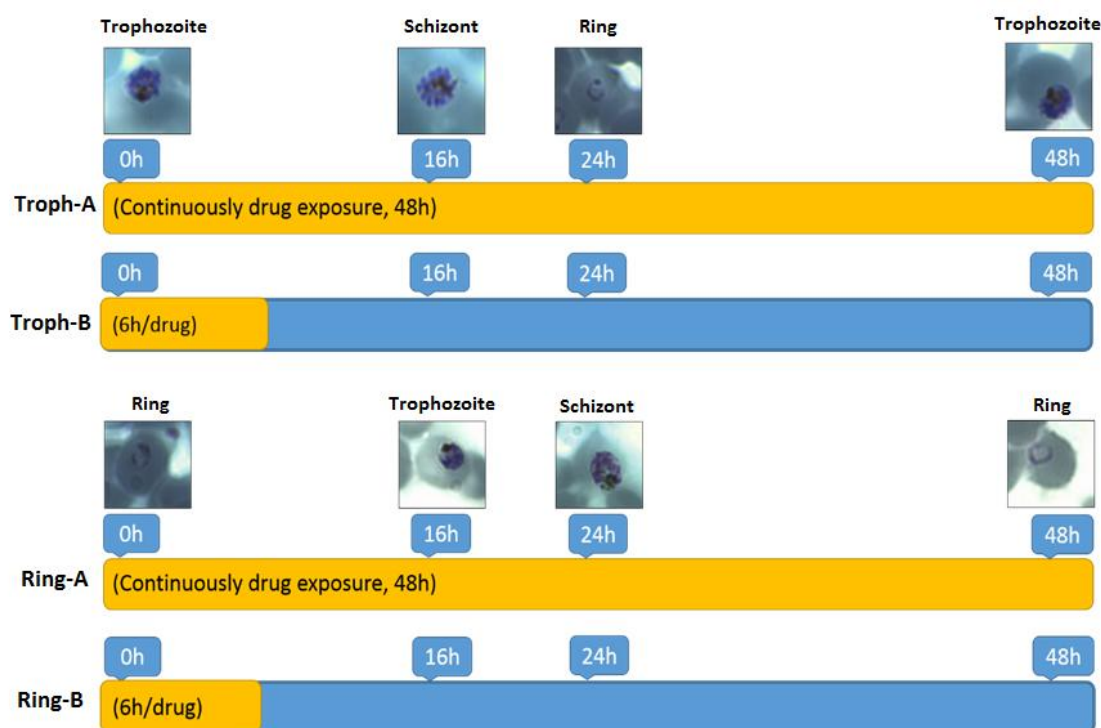 Trophozoite Schizont Ring Trophozoite
0h 16h 24h 48h
Troph-A (Continuously drug exposure, 48h)
0h 16h 24h 48h
Troph-B (6h/drug)
Ring Trophozoite Schizont Ring
0h 16h 24h 48h
Ring-A (Continuously drug exposure, 48h)
0h 16h 24h 48h
Ring-B (6h/drug)